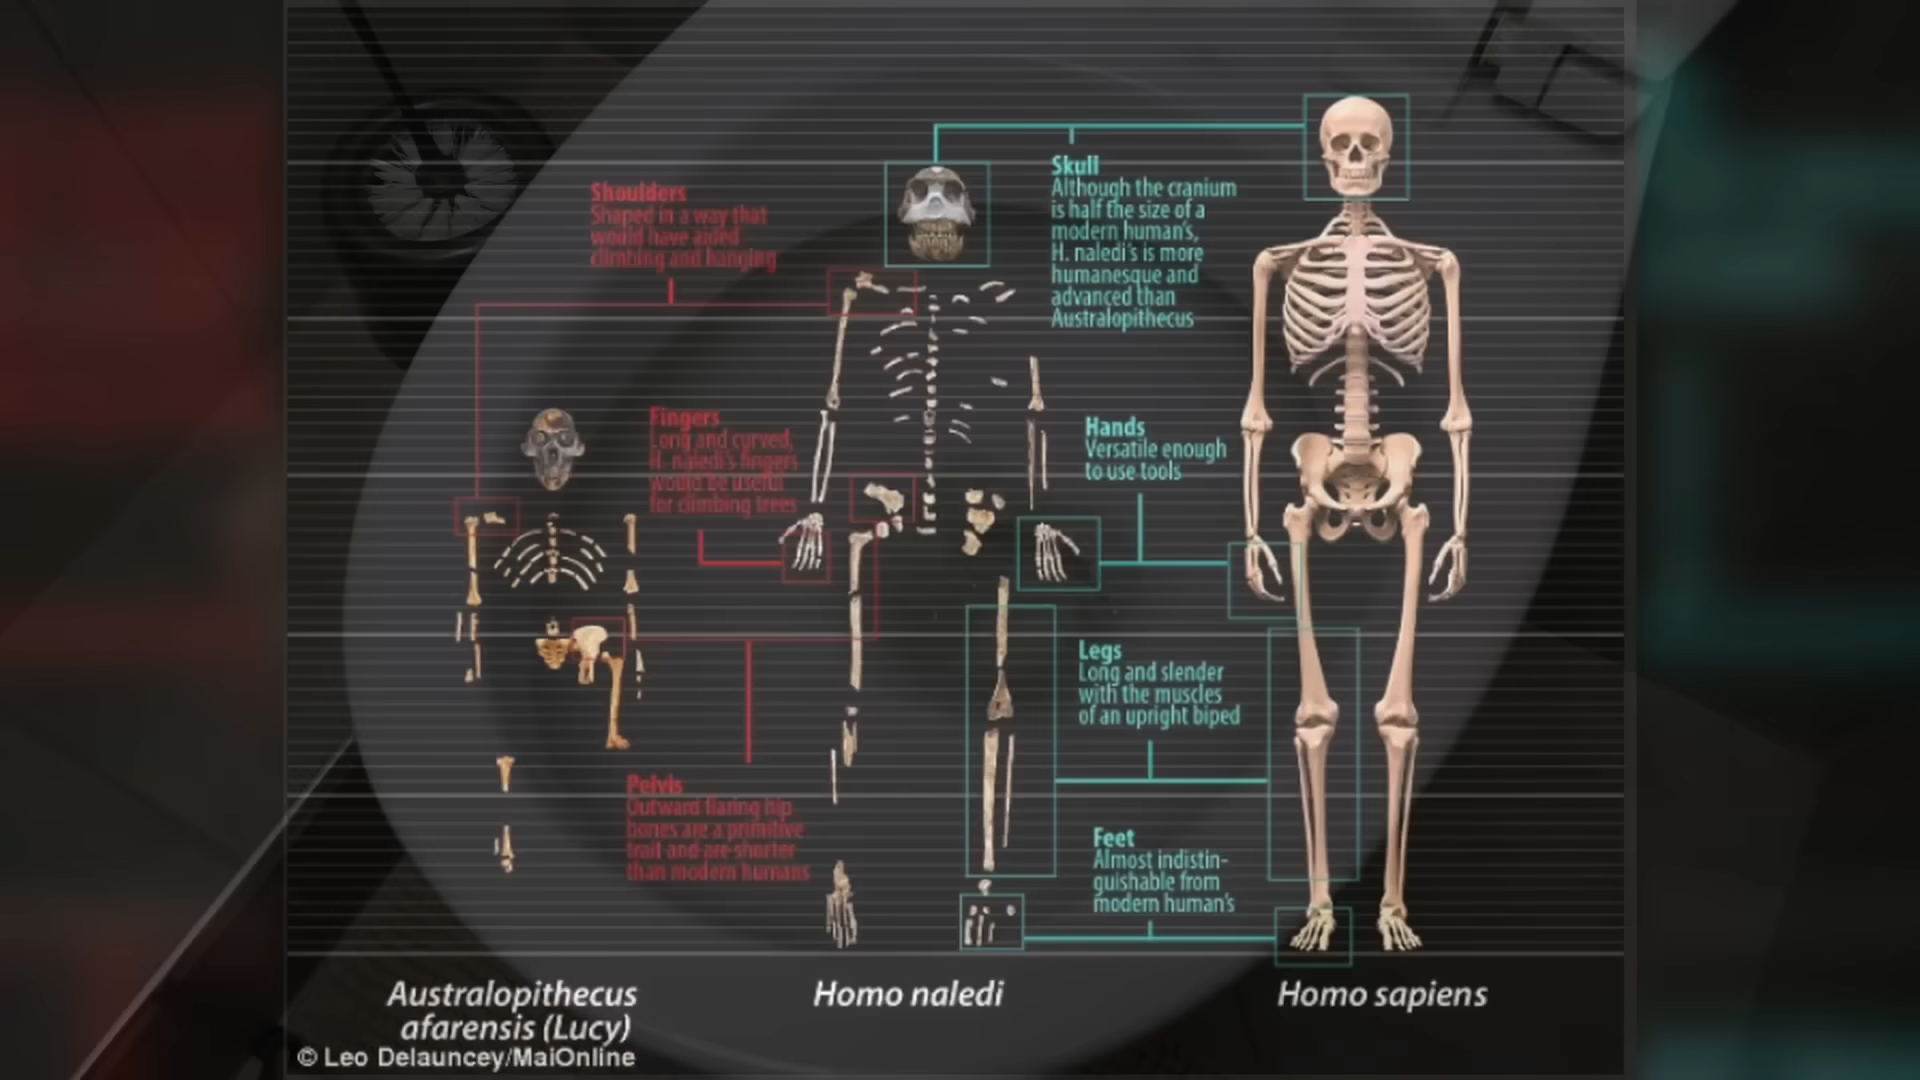 Skull
Although the cranium
is half the size of a
modern human's,
H. naledi's is more
humanesque and
advanced than
Australopithecus
Shoulders
Shaped in a way that
would have aided
climbing and hanging
Fingers
Long and curved,
H. naledi's fingers
would be useful
for climbing trees
Hands
Versatile enough
to use tools
Legs
Long and slender
with the muscles
of an upright biped
Pelvis
Outward flaring hip
bones are a primitive
trait and are shorter
than modern humans
Feet
Almost indistin-
guishable from
modern human's
Australopithecus
afarensis (Lucy)
Homo naledi
Homo sapiens
© Leo Delauncey/MailOnline